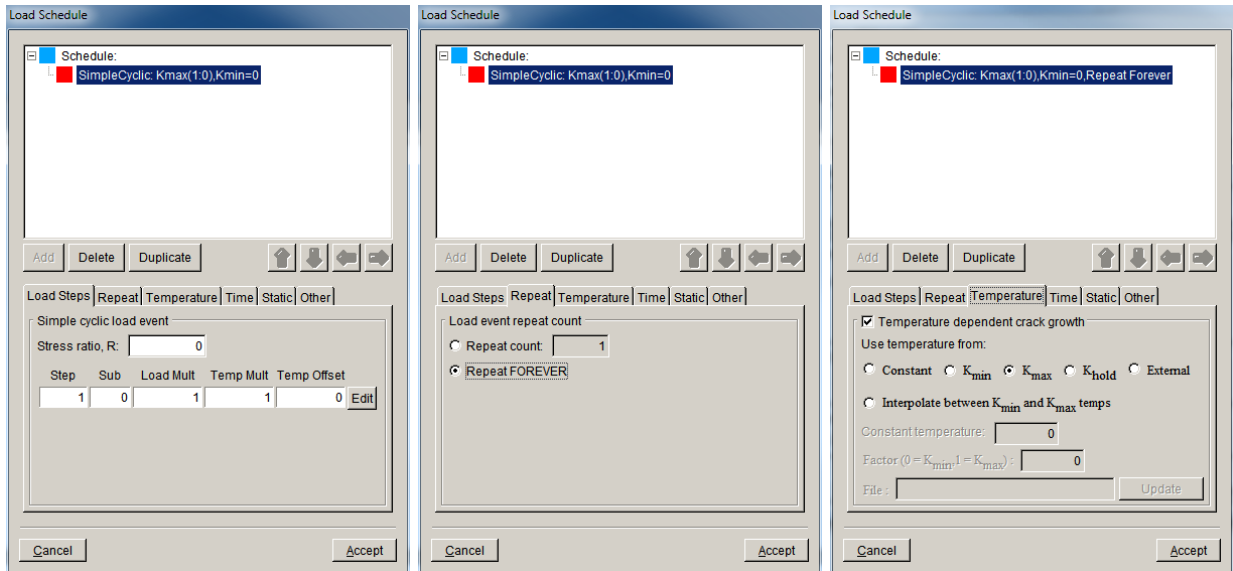 Load Schedule
Schedule:
SimpleCyclic: Kmax(1:0),Kmin=0
Add Delete Duplicate
Load Steps Repeat Temperature Time Static Other
Simple cyclic load event
Stress ratio, R: 0
Step Sub Load Mult Temp Mult Temp Offset
1 0 1 1 0 Edit
Cancel Accept
Load Schedule
Schedule:
SimpleCyclic: Kmax(1:0),Kmin=0
Add Delete Duplicate
Load Steps Repeat Temperature Time Static Other
Load event repeat count
Repeat count: 1
Repeat FOREVER
Cancel Accept
Load Schedule
Schedule:
SimpleCyclic: Kmax(1:0),Kmin=0,Repeat Forever
Add Delete Duplicate
Load Steps Repeat Temperature Time Static Other
Temperature dependent crack growth
Use temperature from:
Constant Kmin Kmax Khold External
Interpolate between Kmin and Kmax temps
Constant temperature: 0
Factor (0 = Kmin,1 = Kmax) : 0
File : Update
Cancel Accept